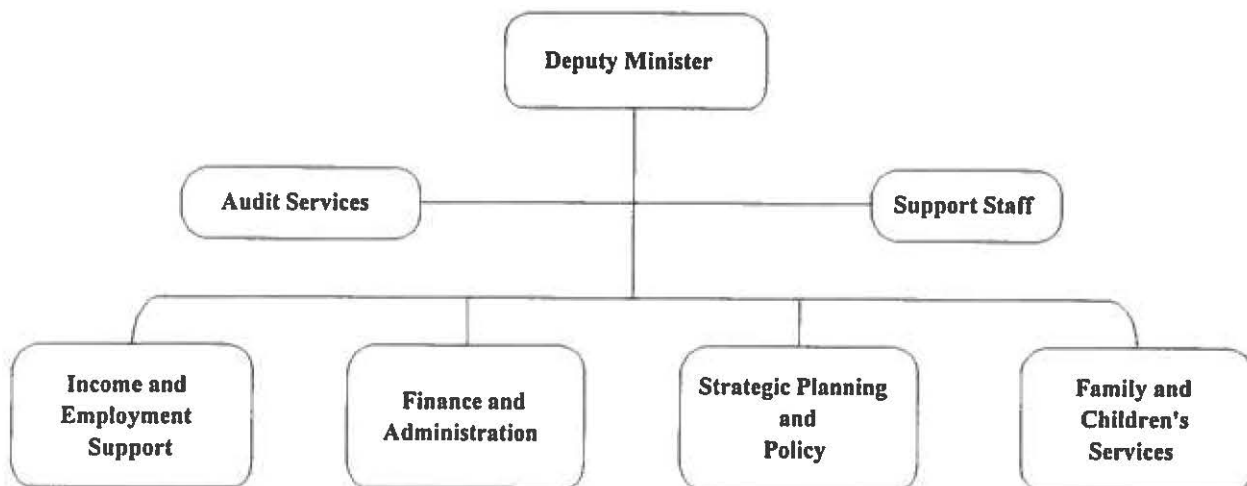 Deputy Minister
Audit Services
Support Staff
Income and
Employment
Support
Finance and
Administration
Strategic Planning
and
Policy
Family and
Children's
Services